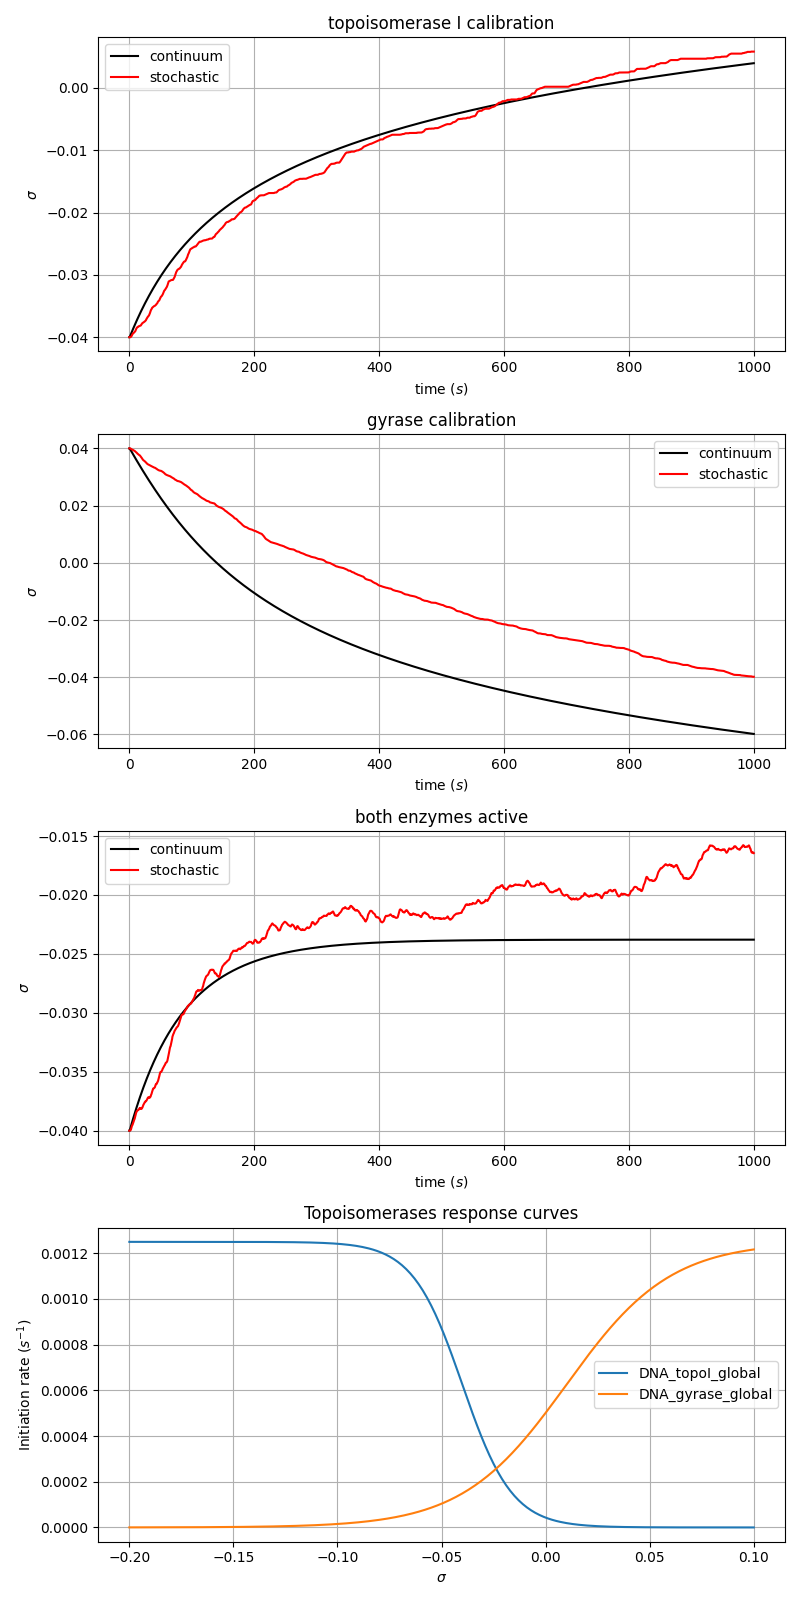 topoisomerase I calibration
continuum
stochastic
0.00
−0.01
−0.02
−0.03
−0.04
σ
0 200 400 600 800 1000
time (s)
gyrase calibration
continuum
stochastic
0.04
0.02
0.00
−0.02
−0.04
−0.06
σ
0 200 400 600 800 1000
time (s)
both enzymes active
continuum
stochastic
−0.015
−0.020
−0.025
−0.030
−0.035
−0.040
σ
0 200 400 600 800 1000
time (s)
Topoisomerases response curves
0.0012
0.0010
0.0008
0.0006
0.0004
0.0002
0.0000
Initiation rate (s⁻¹)
DNA_topoI_global
DNA_gyrase_global
−0.20 −0.15 −0.10 −0.05 0.00 0.05 0.10
σ